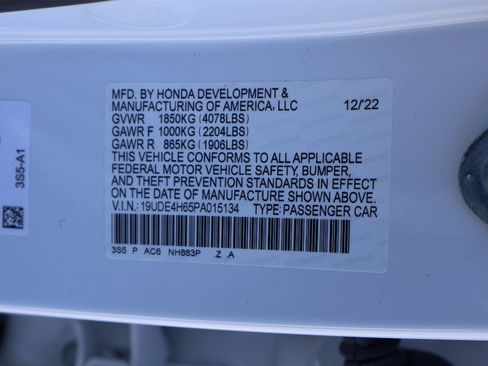 MFD. BY HONDA DEVELOPMENT &
MANUFACTURING OF AMERICA, LLC 12/'22
GVWR 1850KG (4078LBS)
GAWR F 1000KG (2204LBS)
GAWR R 865KG (1906LBS)
THIS VEHICLE CONFORMS TO ALL APPLICABLE
FEDERAL MOTOR VEHICLE SAFETY, BUMPER,
AND THEFT PREVENTION STANDARDS IN EFFECT
ON THE DATE OF MANUFACTURE SHOWN ABOVE.
V.I.N.: 19UDE4H65PA015134 TYPE: PASSENGER CAR
3S5 P AC6 NH883P .Z .A
3S5-A1